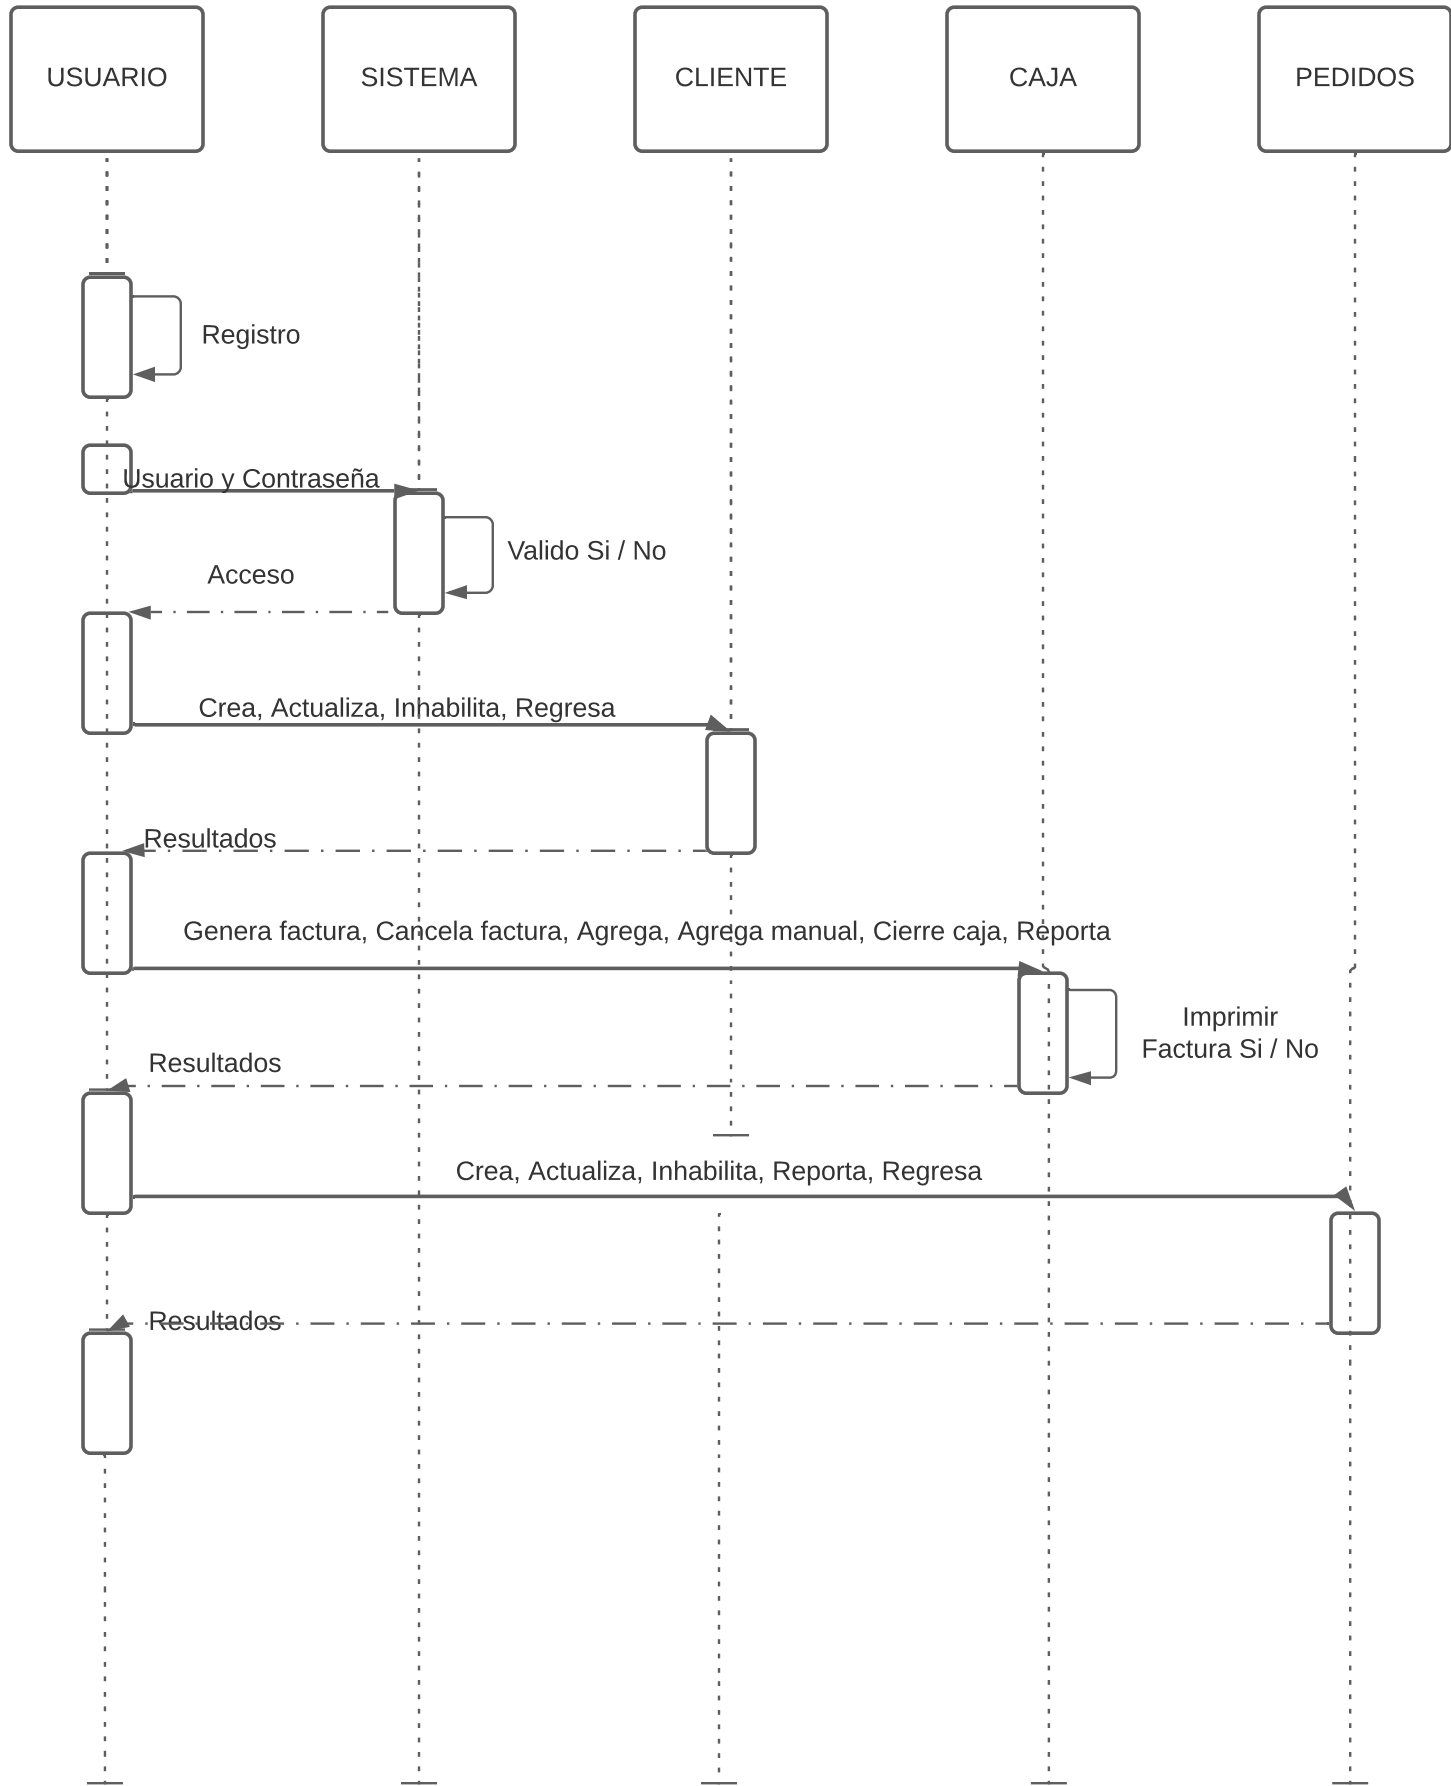 USUARIO
SISTEMA
CLIENTE
CAJA
PEDIDOS
Registro
Usuario y Contraseña
Valido Si / No
Acceso
Crea, Actualiza, Inhabilita, Regresa
Resultados
Genera factura, Cancela factura, Agrega, Agrega manual, Cierre caja, Reporta
Imprimir
Factura Si / No
Resultados
Crea, Actualiza, Inhabilita, Reporta, Regresa
Resultados